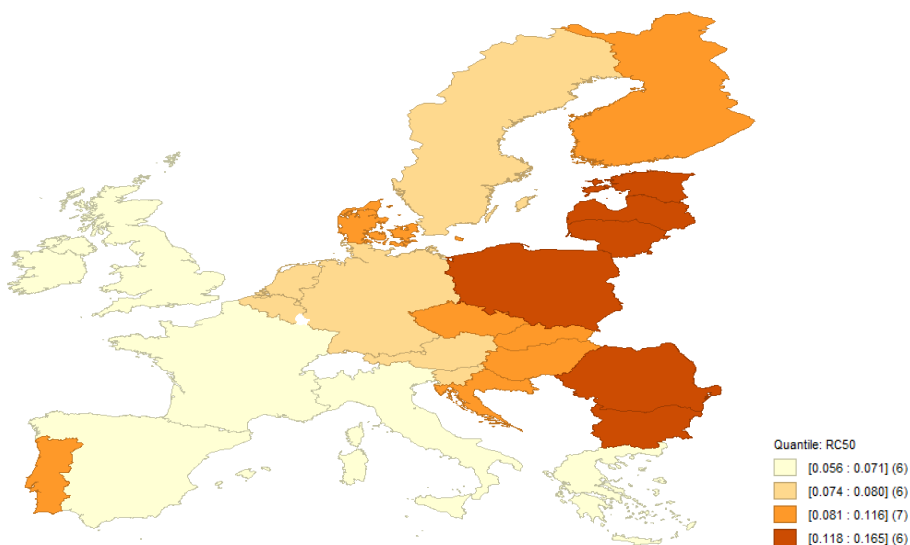 Quantile: RC50
[0.056 : 0.071] (6)
[0.074 : 0.080] (6)
[0.081 : 0.116] (7)
[0.118 : 0.165] (6)